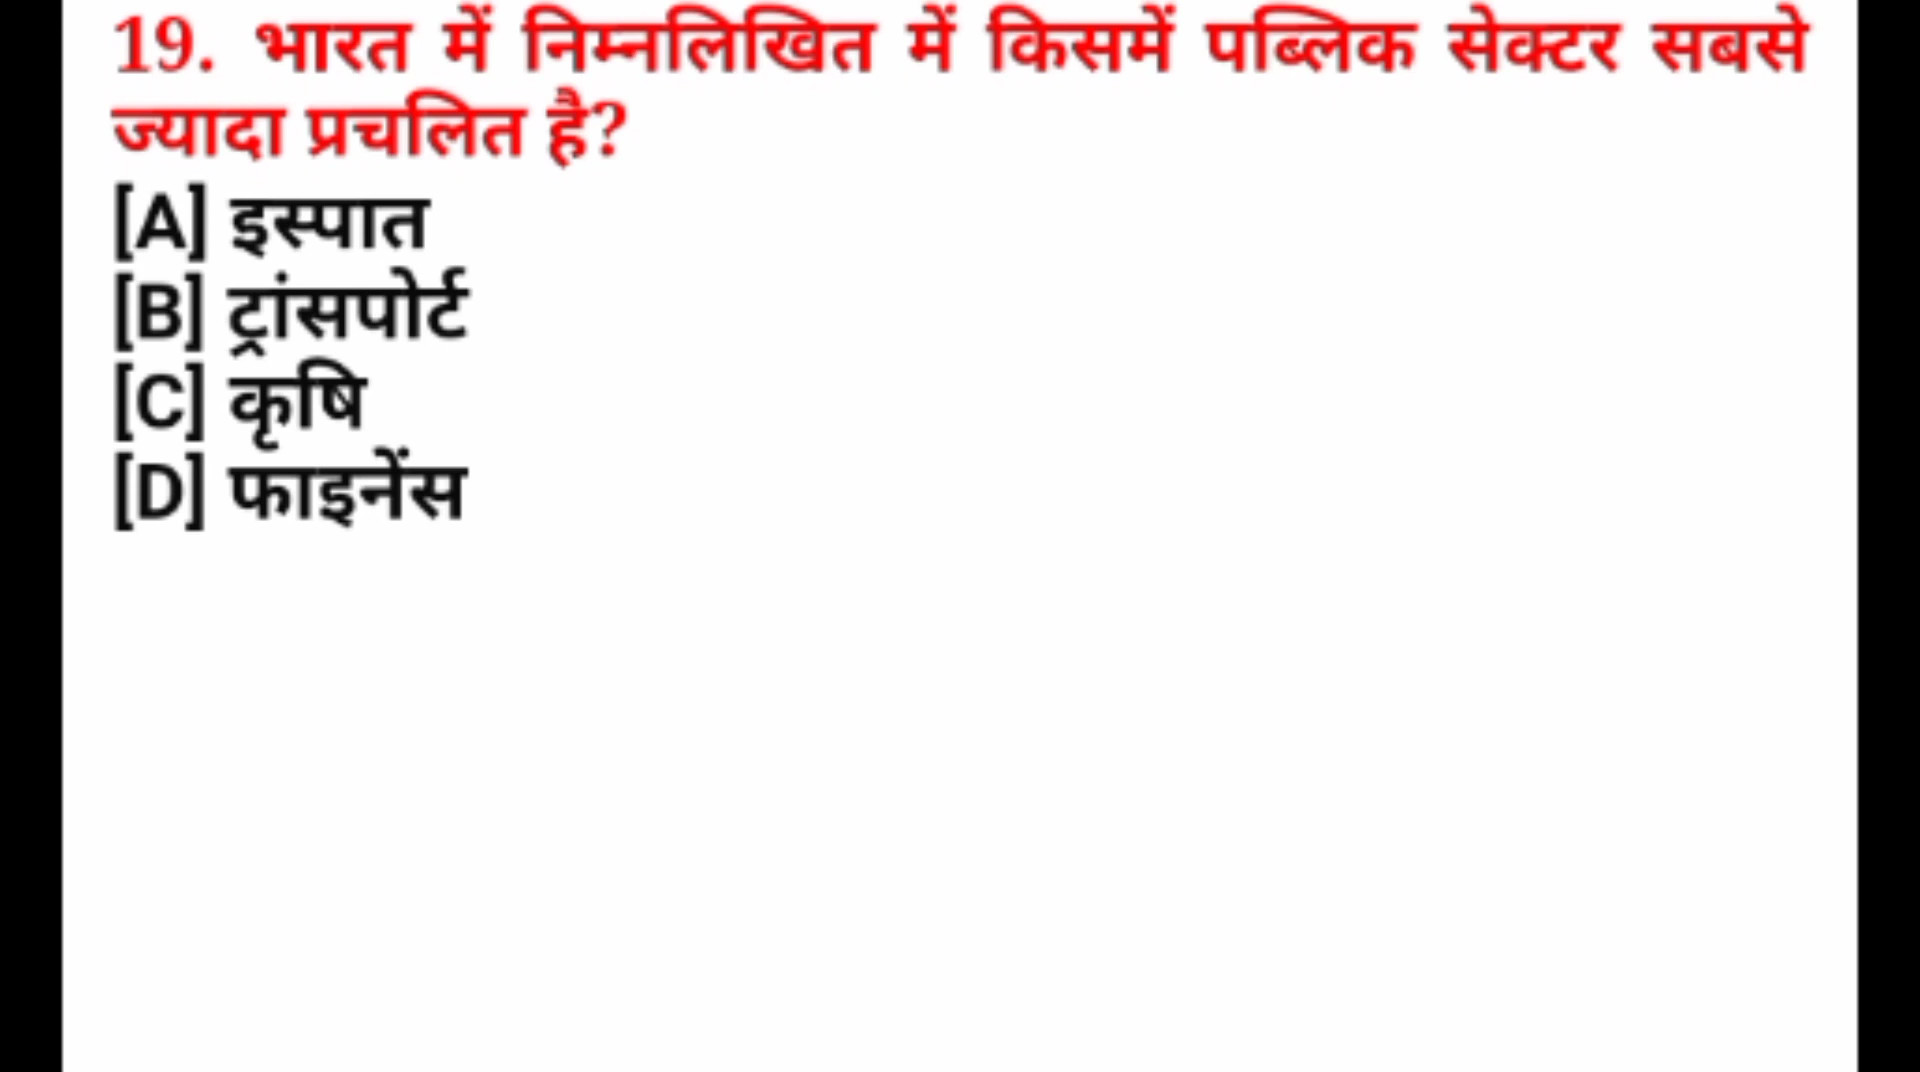 19. भारत में निम्नलिखित में किसमें पब्लिक सेक्टर सबसे
ज्यादा प्रचलित है?
[A] इस्पात
[B] ट्रांसपोर्ट
[C] कृषि
[D] फाइनेंस